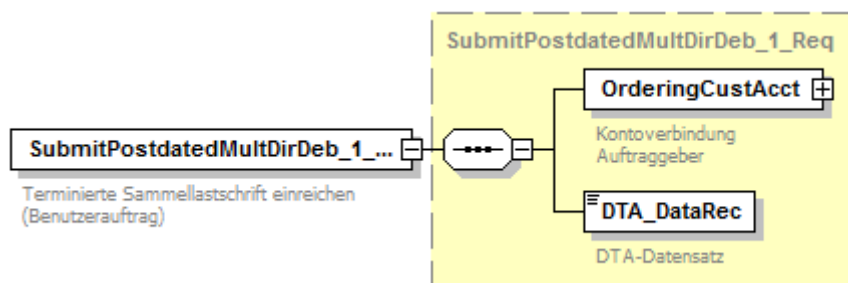 SubmitPostdatedMultDirDeb_1_Req
OrderingCustAcct
Kontoverbindung
Auftraggeber
SubmitPostdatedMultDirDeb_1_...
Terminierte Sammellastschrift einreichen
(Benutzerauftrag)
DTA_DataRec
DTA-Datensatz